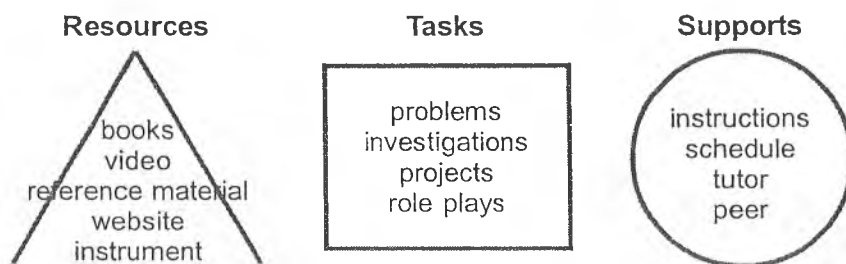 Resources
books
video
reference material
website
instrument
Tasks
problems
investigations
projects
role plays
Supports
instructions
schedule
tutor
peer